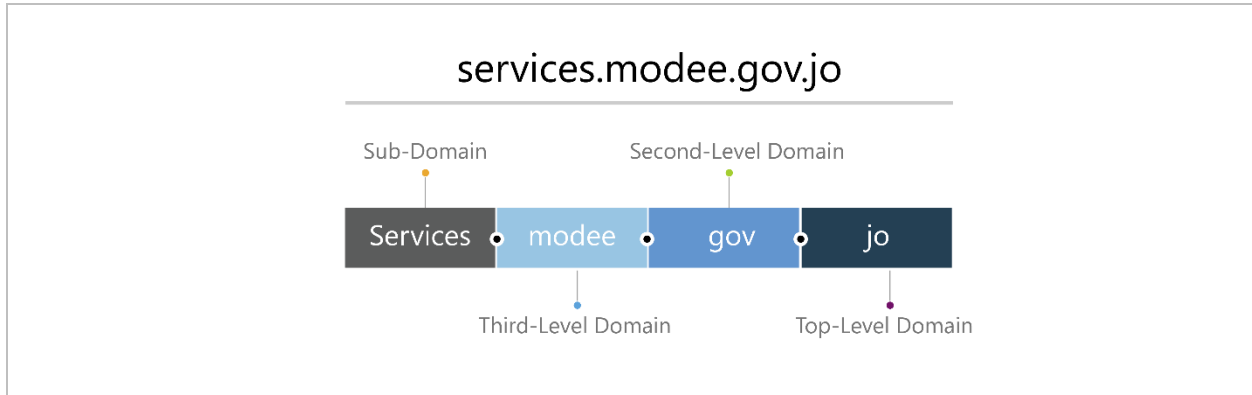 services.modee.gov.jo
Sub-Domain Second-Level Domain
Services modee gov jo
Third-Level Domain Top-Level Domain